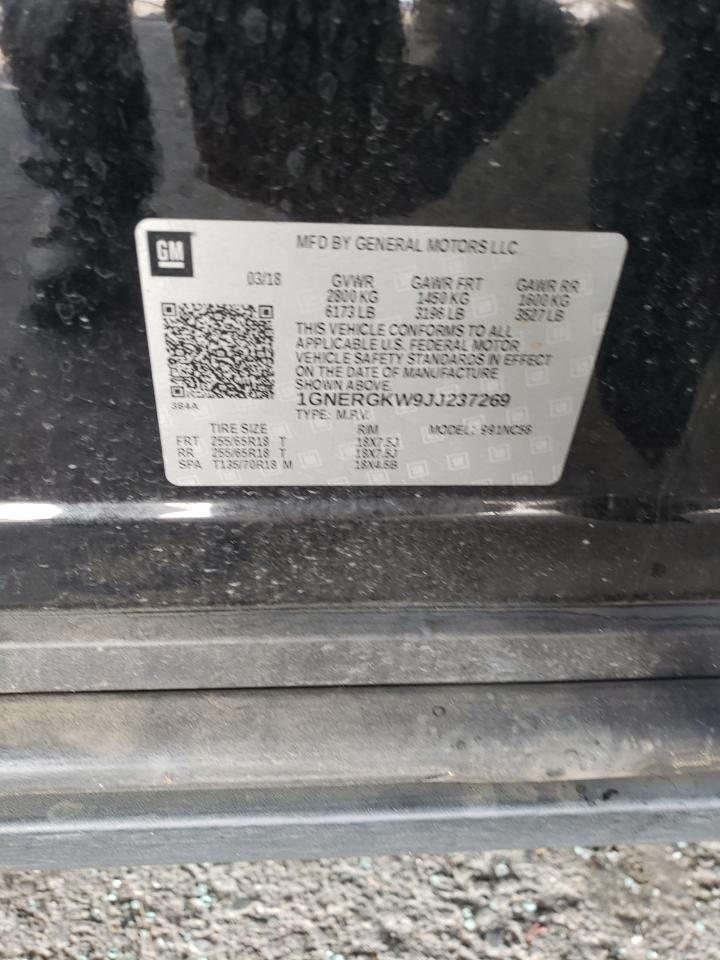 GM
MFD BY GENERAL MOTORS LLC
03/18 GVWR GAWR FRT GAWR RR
2800 KG 1450 KG 1600 KG
6173 LB 3196 LB 3527 LB
THIS VEHICLE CONFORMS TO ALL
APPLICABLE U.S. FEDERAL MOTOR
VEHICLE SAFETY STANDARDS IN EFFECT
ON THE DATE OF MANUFACTURE
SHOWN ABOVE.
384A
1GNERGKW9JJ237269
TYPE: M.P.V.
TIRE SIZE RIM MODEL: 991NC56
FRT 255/65R18 T 18X7.5J
RR 255/65R18 T 18X7.5J
SPA T135/70R18 M 18X4.5B